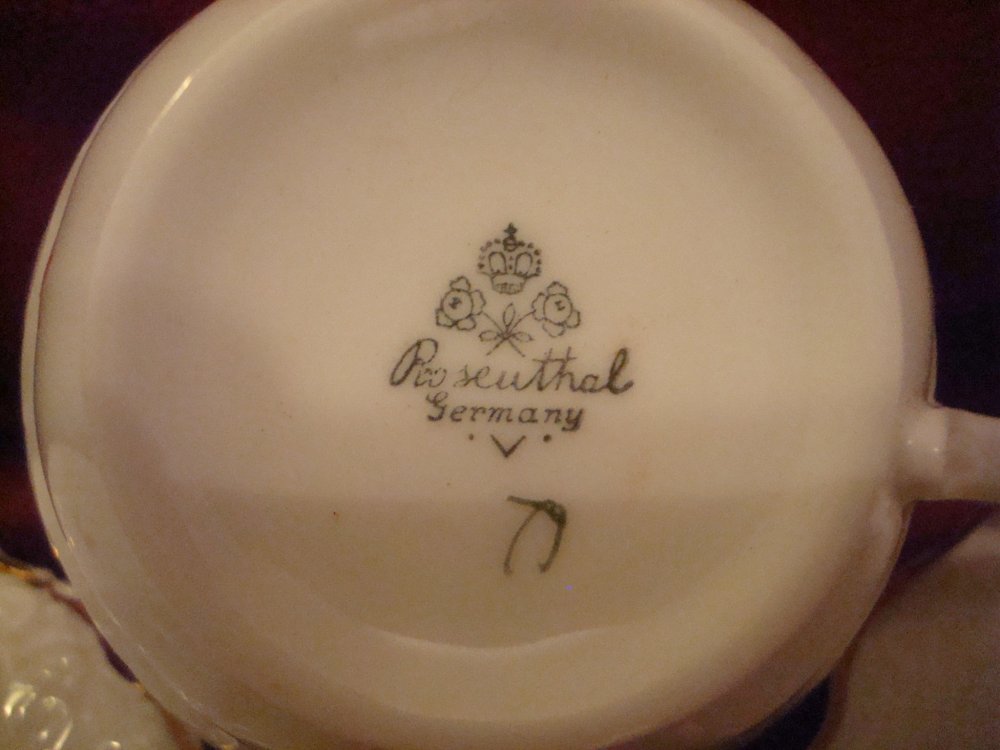 Rosenthal
Germany
. V .